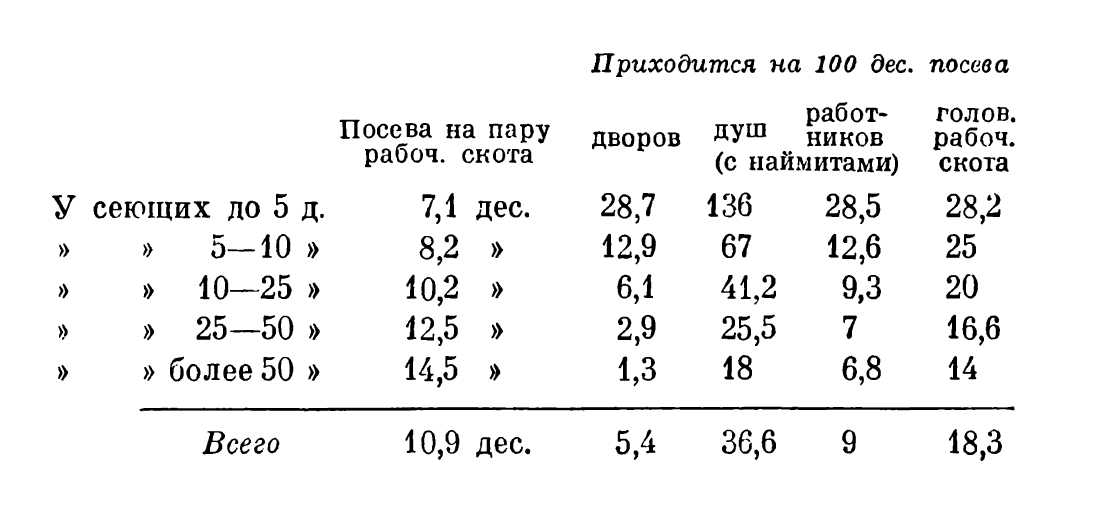 Приходится на 100 дес. посева
Посева на пару рабоч. скота дворов душ работ-ников (с наймитами) голов. рабоч. скота
У сеющих до 5 д. 7,1 дес. 28,7 136 28,5 28,2
» » 5—10 » 8,2 » 12,9 67 12,6 25
» » 10—25 » 10,2 » 6,1 41,2 9,3 20
» » 25—50 » 12,5 » 2,9 25,5 7 16,6
» » более 50 » 14,5 » 1,3 18 6,8 14
Всего 10,9 дес. 5,4 36,6 9 18,3